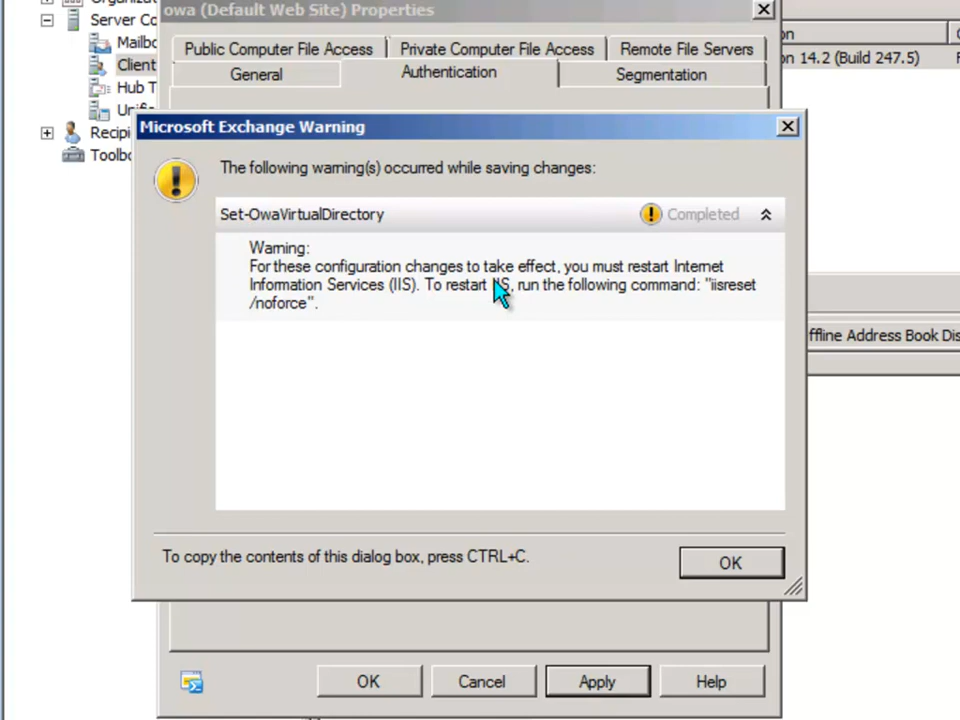 owa (Default Web Site) Properties
Server Co
Mailbo
Client
Hub T
Unifi
Recipi
Toolbo
Public Computer File Access
Private Computer File Access
Remote File Servers
General
Authentication
Segmentation
on
on 14.2 (Build 247.5)
Microsoft Exchange Warning
The following warning(s) occurred while saving changes:
Set-OwaVirtualDirectory
Completed
Warning:
For these configuration changes to take effect, you must restart Internet
Information Services (IIS). To restart IIS, run the following command: "iisreset
/noforce".
ffline Address Book Dis
To copy the contents of this dialog box, press CTRL+C.
OK
OK
Cancel
Apply
Help